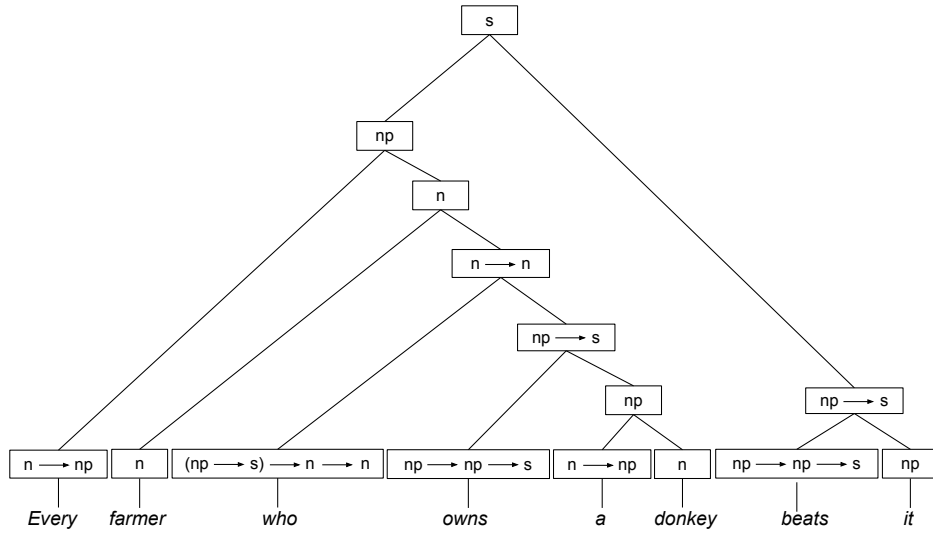 s
np
n
n → n
np → s
np
np → s
n → np n (np → s) → n → n np → np → s n → np n np → np → s np
Every farmer who owns a donkey beats it